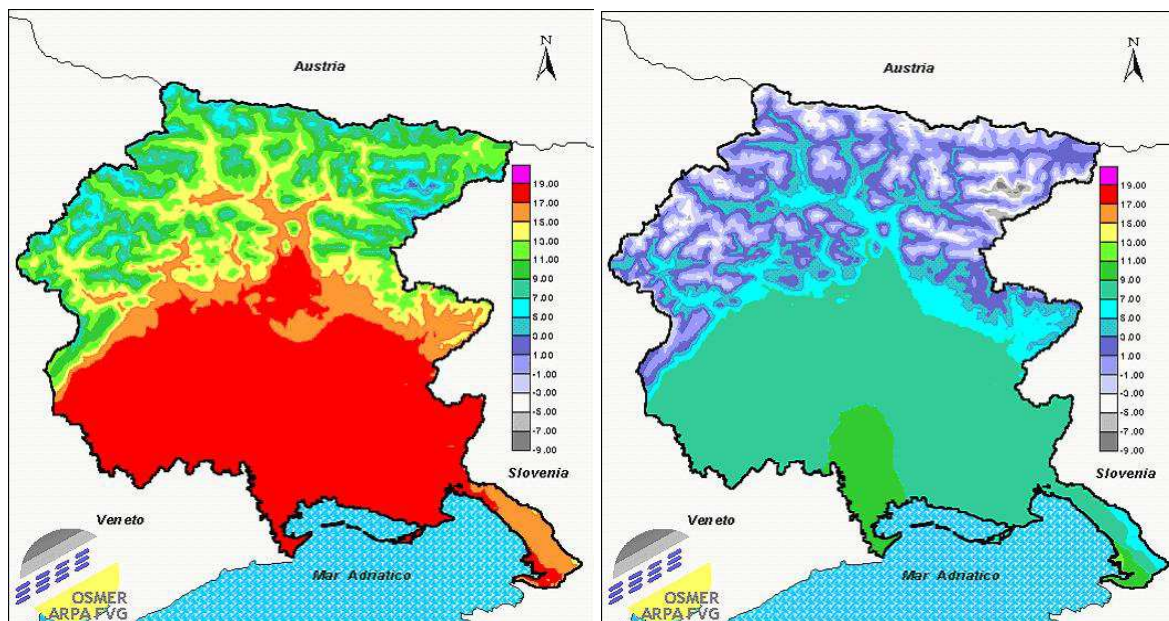 N
Austria
19.00
17.00
15.00
13.00
11.00
9.00
7.00
5.00
3.00
1.00
-1.00
-3.00
-5.00
-7.00
-9.00
Slovenia
Veneto
Mar Adriatico
OSMER
ARPA FVG
N
Austria
19.00
17.00
15.00
13.00
11.00
9.00
7.00
5.00
3.00
1.00
-1.00
-3.00
-5.00
-7.00
-9.00
Slovenia
Veneto
Mar Adriatico
OSMER
ARPA FVG